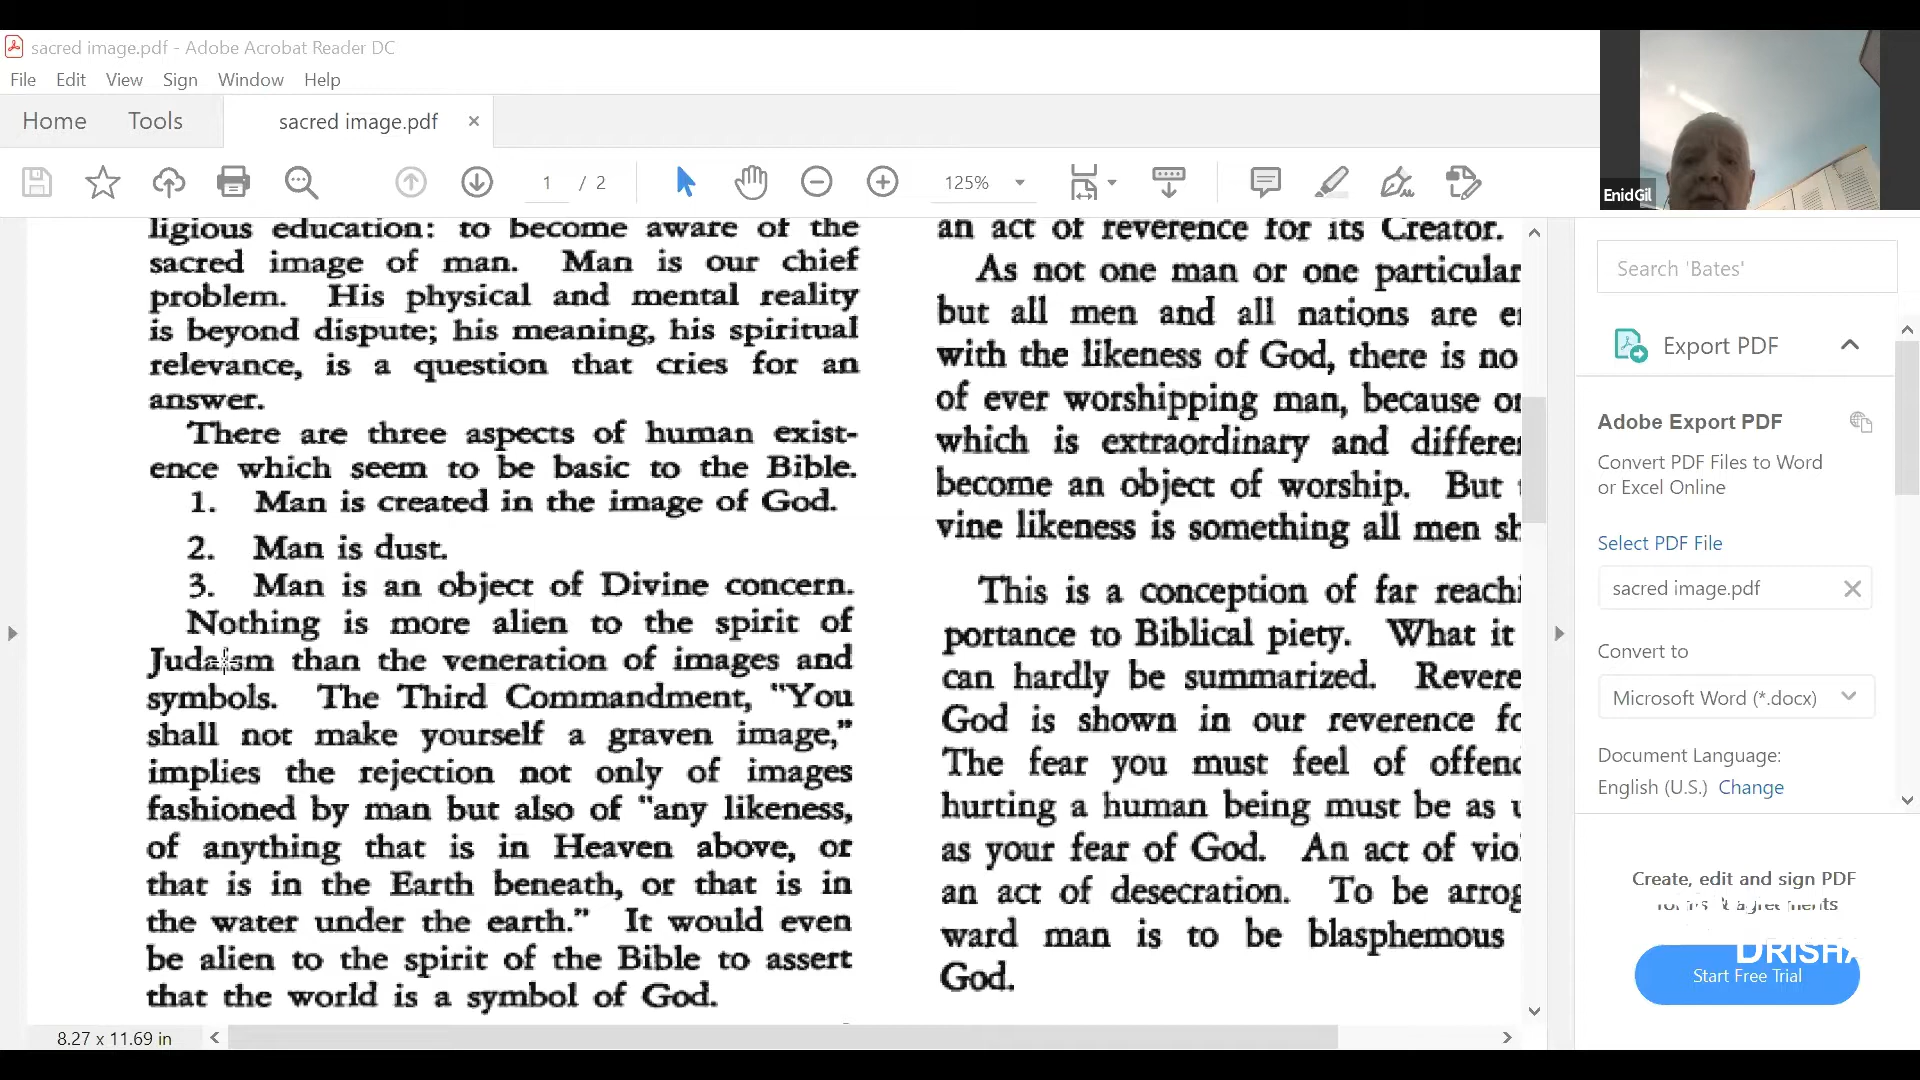 sacred image.pdf - Adobe Acrobat Reader DC
File Edit View Sign Window Help
Home Tools sacred image.pdf
1 / 2 125%
EnidGil
ligious education: to become aware of the
sacred image of man. Man is our chief
problem. His physical and mental reality
is beyond dispute; his meaning, his spiritual
relevance, is a question that cries for an
answer.
There are three aspects of human exist-
ence which seem to be basic to the Bible.
1. Man is created in the image of God.
2. Man is dust.
3. Man is an object of Divine concern.
Nothing is more alien to the spirit of
Judaism than the veneration of images and
symbols. The Third Commandment, "You
shall not make yourself a graven image,"
implies the rejection not only of images
fashioned by man but also of "any likeness,
of anything that is in Heaven above, or
that is in the Earth beneath, or that is in
the water under the earth." It would even
be alien to the spirit of the Bible to assert
that the world is a symbol of God.
an act of reverence for its Creator.
As not one man or one particular
but all men and all nations are
with the likeness of God, there is no
of ever worshipping man, because
which is extraordinary and
become an object of worship. But
vine likeness is something all men
This is a conception of far
portance to Biblical piety. What it
can hardly be summarized.
God is shown in our reverence
The fear you must feel of
hurting a human being must be as
as your fear of God. An act of
an act of desecration. To be
ward man is to be blasphemous
God.
8.27 x 11.69 in
Search 'Bates'
Export PDF
Adobe Export PDF
Convert PDF Files to Word
or Excel Online
Select PDF File
sacred image.pdf
Convert to
Microsoft Word (*.docx)
Document Language:
English (U.S.) Change
Create, edit and sign PDF
Start Free Trial